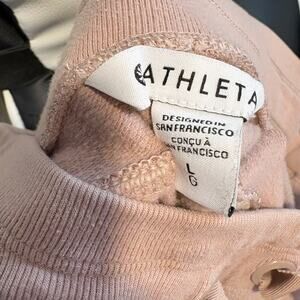 ATHLETA
DESIGNED IN
SAN FRANCISCO
CONÇU À
SAN FRANCISCO
L
G